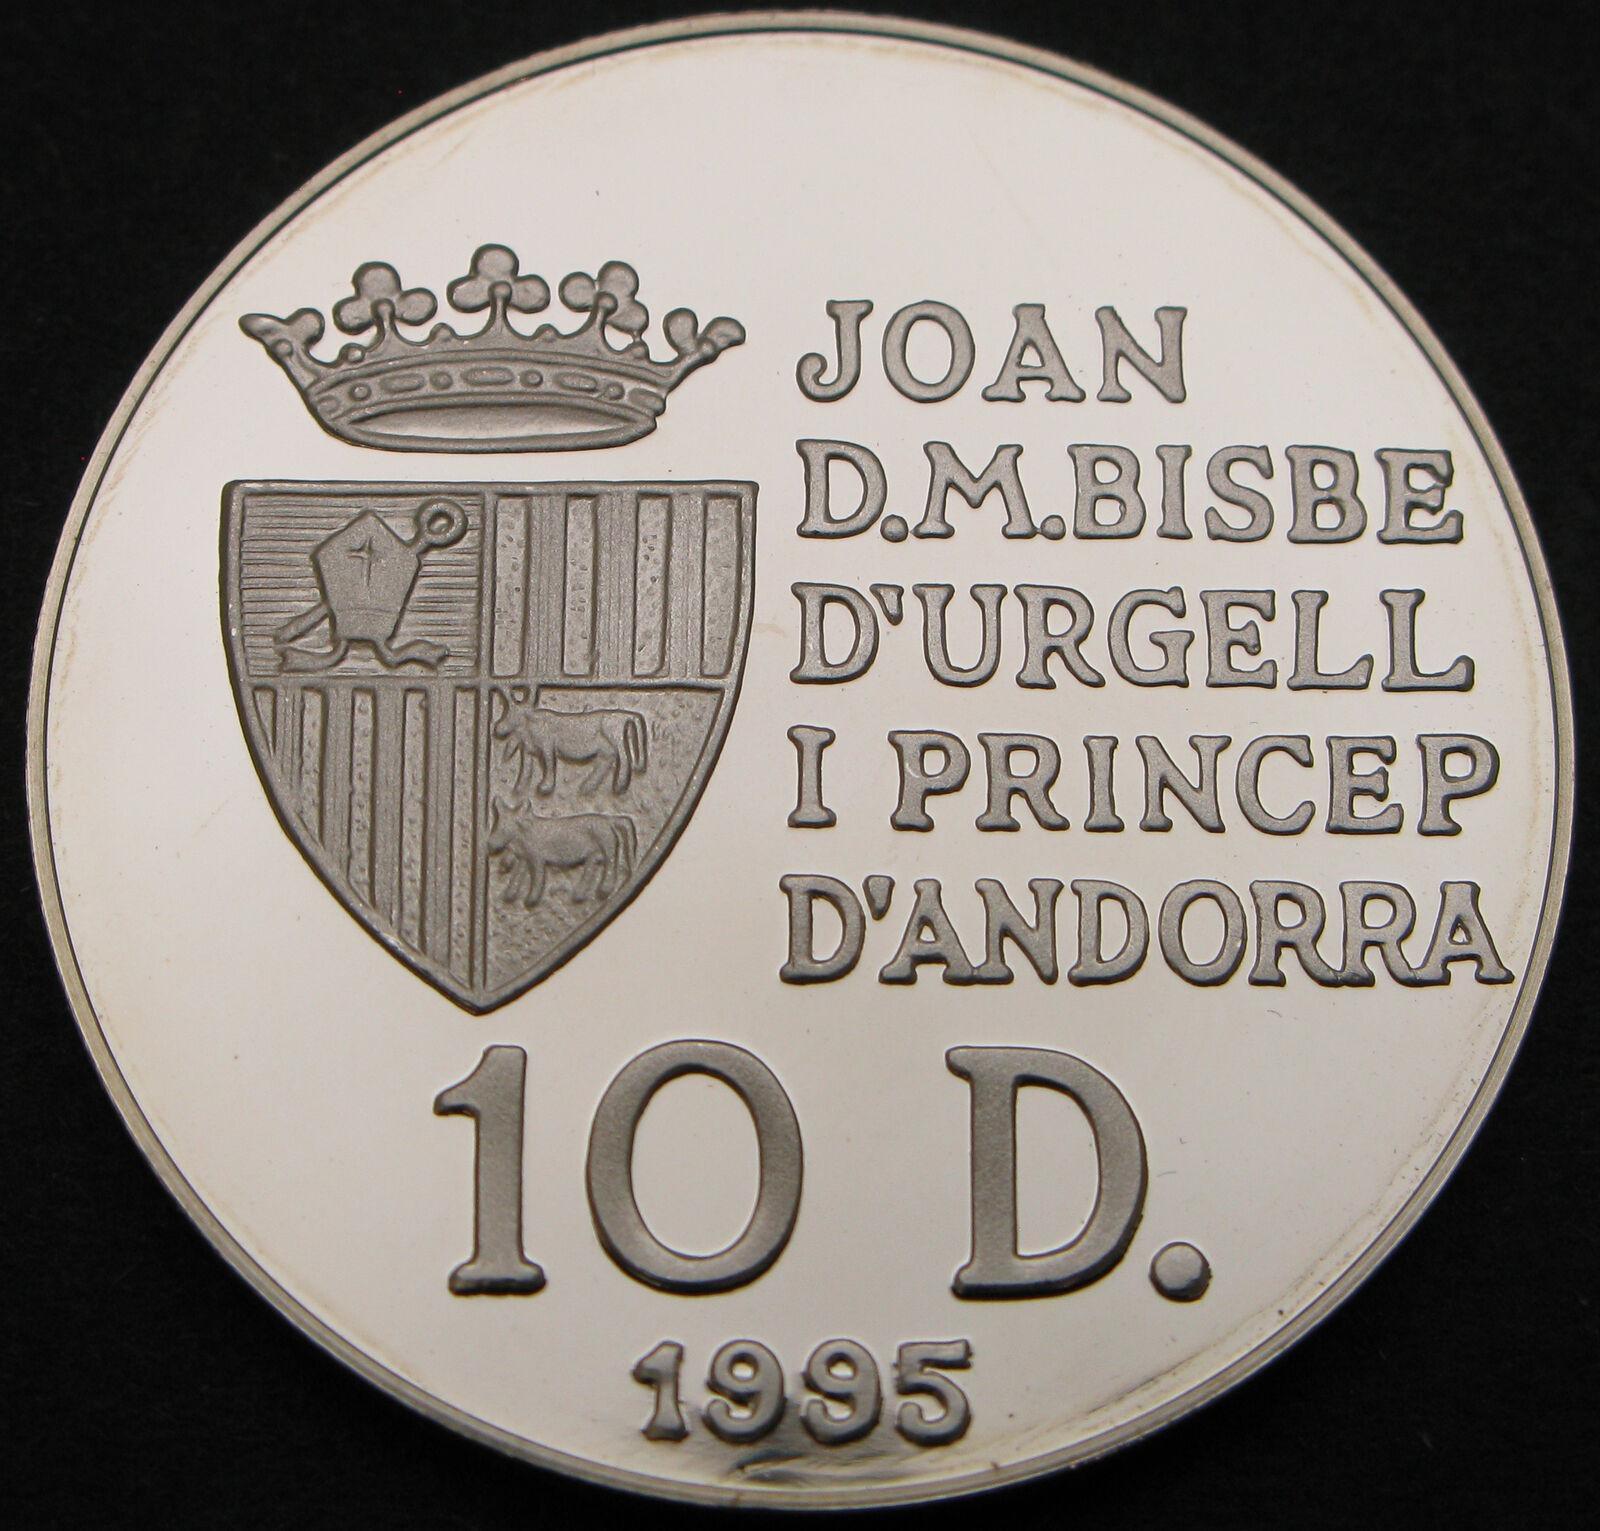 JOAN
D.M.BISBE
D'URGELL
I PRINCEP
D'ANDORRA
10 D.
1995